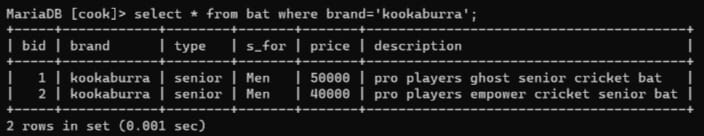 MariaDB [cook]> select * from bat where brand='kookaburra';
+-----+------------+--------+-------+-------+-----------------------------------------+
| bid | brand      | type   | s_for | price | description                             |
+-----+------------+--------+-------+-------+-----------------------------------------+
|   1 | kookaburra | senior | Men   | 50000 | pro players ghost senior cricket bat    |
|   2 | kookaburra | senior | Men   | 40000 | pro players empower cricket senior bat |
+-----+------------+--------+-------+-------+-----------------------------------------+
2 rows in set (0.001 sec)